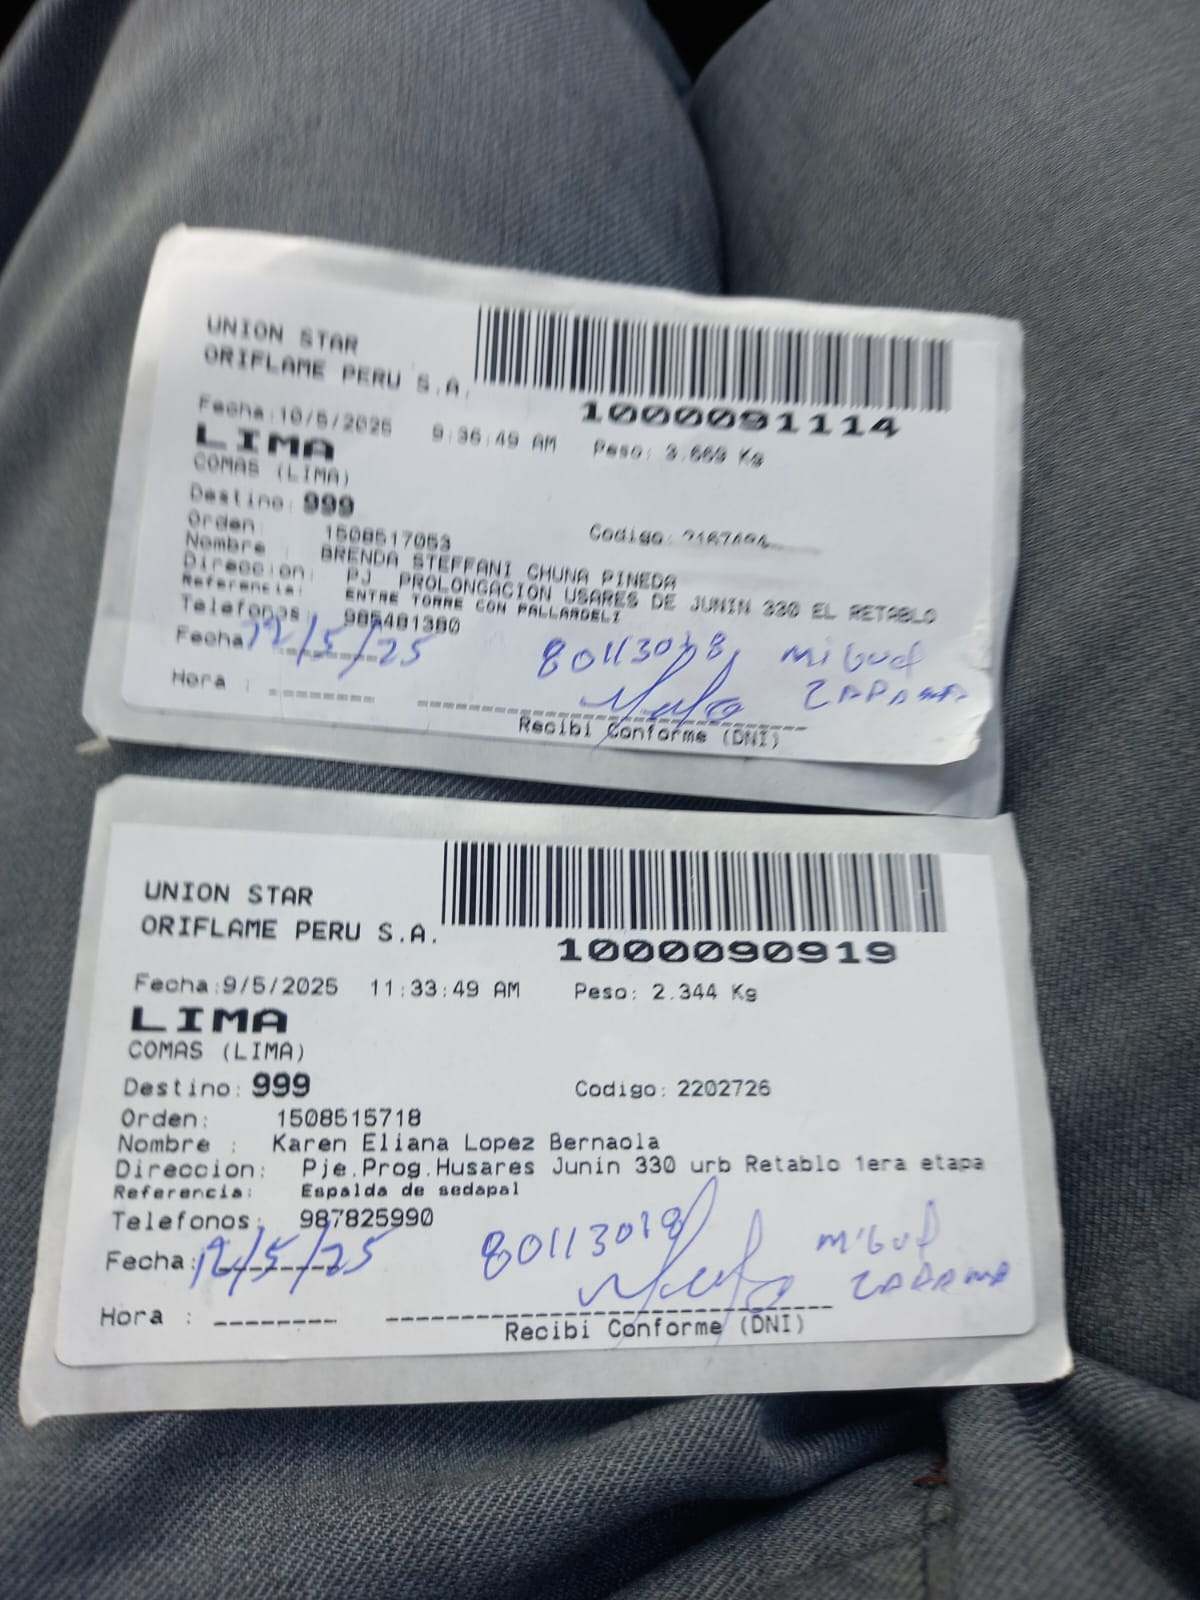 UNION STAR
ORIFLAME PERU S.A.
1000091114
Fecha:10/5/2025 9:36:49 AM Peso: 3.669 Kg
LIMA
COMAS (LIMA)
Destino: 999
Orden: 1508517053 Codigo:
Nombre : BRENDA STEFFANI CHUNA PINEDA
Direccion: PJ. PROLONGACION USARES DE JUNIN 330 EL RETABLO
Referencia: ENTRE TORRE CON PALLARDELI
Telefonos: 985481380
Fecha: 12/5/25 80113018 Miguel
Hora :
Recibi Conforme (DNI)
UNION STAR
ORIFLAME PERU S.A.
1000090919
Fecha:9/5/2025 11:33:49 AM Peso: 2.344 Kg
LIMA
COMAS (LIMA)
Destino: 999 Codigo: 2202726
Orden: 1508515718
Nombre : Karen Eliana Lopez Bernaola
Direccion: Pje.Prog.Husares Junin 330 urb Retablo 1era etapa
Referencia: Espalda de sedapal
Telefonos: 987825990
Fecha: 12/5/25 80113018 Miguel
Hora :
Recibi Conforme (DNI)